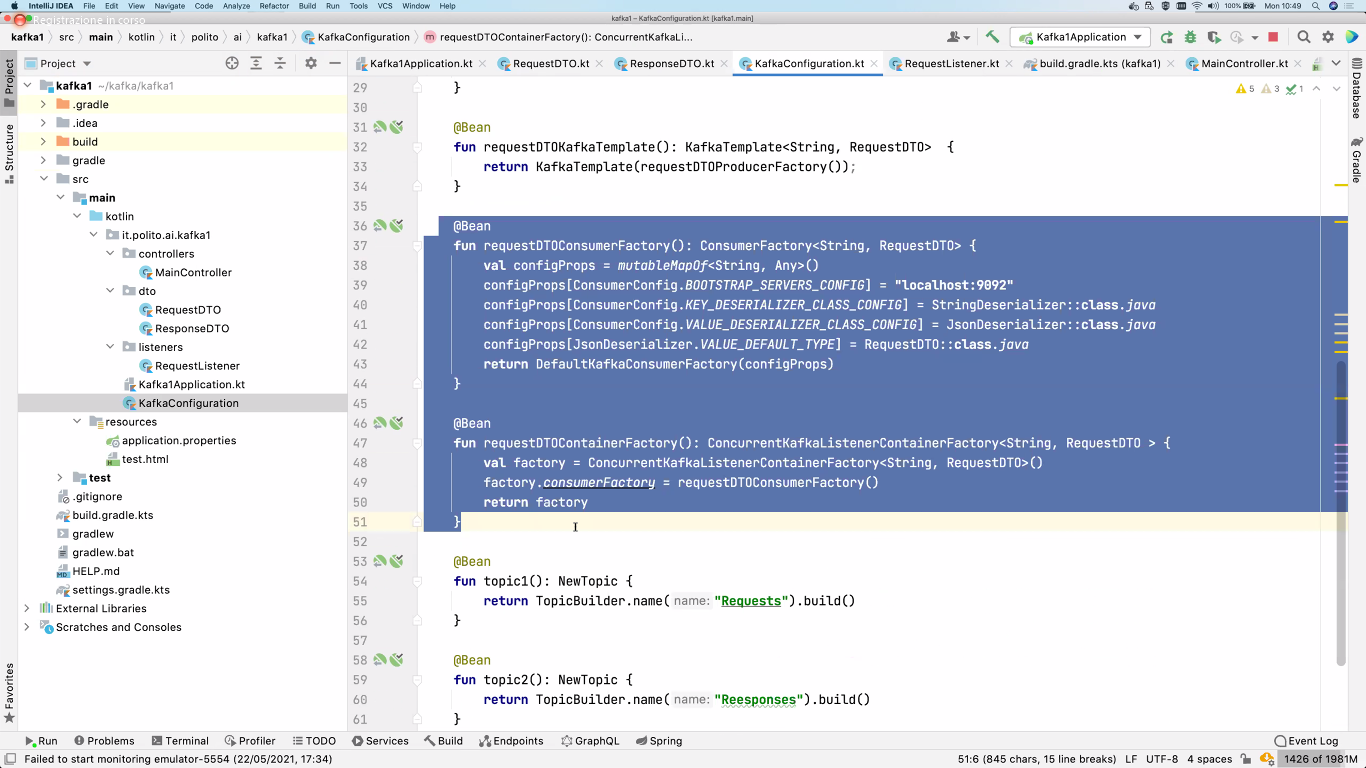 IntelliJ IDEA File Edit View Navigate Code Analyze Refactor Build Run Tools VCS Window Help 100% Mon 10:49
Registrazione in corso
kafka1 – KafkaConfiguration.kt [kafka1.main]
kafka1 src main kotlin it polito ai kafka1 KafkaConfiguration requestDTOContainerFactory(): ConcurrentKafkaLi... Kafka1Application
Project Kafka1Application.kt RequestDTO.kt ResponseDTO.kt KafkaConfiguration.kt RequestListener.kt build.gradle.kts (kafka1) MainController.kt
Project
Structure
Favorites
kafka1 ~/kafka/kafka1
.gradle
.idea
build
gradle
src
main
kotlin
it.polito.ai.kafka1
controllers
MainController
dto
RequestDTO
ResponseDTO
listeners
RequestListener
Kafka1Application.kt
KafkaConfiguration
resources
application.properties
test.html
test
.gitignore
build.gradle.kts
gradlew
gradlew.bat
HELP.md
settings.gradle.kts
External Libraries
Scratches and Consoles
5 3 1
29 }
30
31 @Bean
32 fun requestDTOKafkaTemplate(): KafkaTemplate<String, RequestDTO> {
33 return KafkaTemplate(requestDTOProducerFactory());
34 }
35
36 @Bean
37 fun requestDTOConsumerFactory(): ConsumerFactory<String, RequestDTO> {
38 val configProps = mutableMapOf<String, Any>()
39 configProps[ConsumerConfig.BOOTSTRAP_SERVERS_CONFIG] = "localhost:9092"
40 configProps[ConsumerConfig.KEY_DESERIALIZER_CLASS_CONFIG] = StringDeserializer::class.java
41 configProps[ConsumerConfig.VALUE_DESERIALIZER_CLASS_CONFIG] = JsonDeserializer::class.java
42 configProps[JsonDeserializer.VALUE_DEFAULT_TYPE] = RequestDTO::class.java
43 return DefaultKafkaConsumerFactory(configProps)
44 }
45
46 @Bean
47 fun requestDTOContainerFactory(): ConcurrentKafkaListenerContainerFactory<String, RequestDTO > {
48 val factory = ConcurrentKafkaListenerContainerFactory<String, RequestDTO>()
49 factory.consumerFactory = requestDTOConsumerFactory()
50 return factory
51 }
52
53 @Bean
54 fun topic1(): NewTopic {
55 return TopicBuilder.name( name: "Requests").build()
56 }
57
58 @Bean
59 fun topic2(): NewTopic {
60 return TopicBuilder.name( name: "Reesponses").build()
61 }
Database
Gradle
Run Problems Terminal Profiler TODO Services Build Endpoints GraphQL Spring Event Log
Failed to start monitoring emulator-5554 (22/05/2021, 17:34) 51:6 (845 chars, 15 line breaks) LF UTF-8 4 spaces 1426 of 1981M